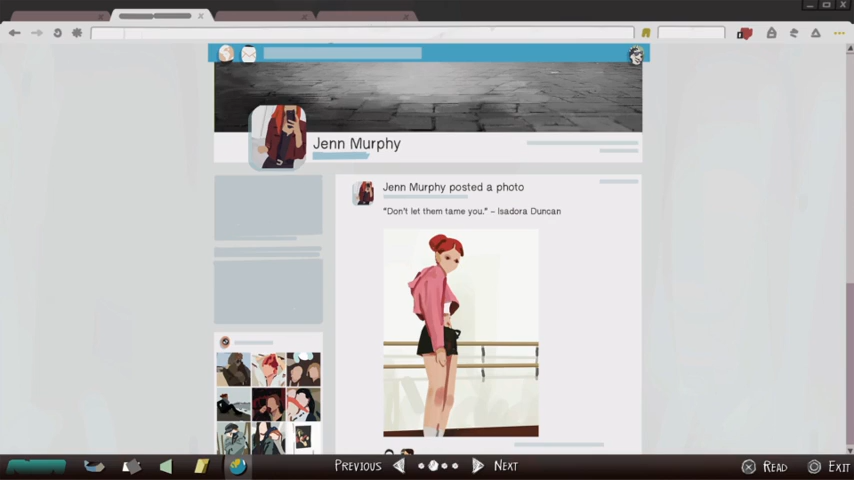 Jenn Murphy
Jenn Murphy posted a photo
"Don't let them tame you." – Isadora Duncan
PREVIOUS
NEXT
READ
EXIT